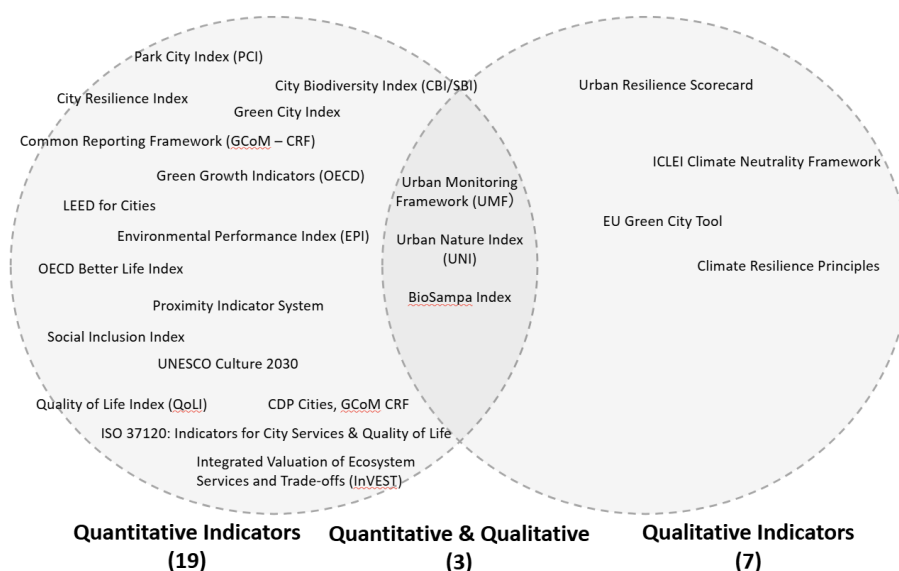 Park City Index (PCI)
City Biodiversity Index (CBI/SBI)
City Resilience Index
Green City Index
Common Reporting Framework (GCoM – CRF)
Green Growth Indicators (OECD)
LEED for Cities
Environmental Performance Index (EPI)
OECD Better Life Index
Proximity Indicator System
Social Inclusion Index
UNESCO Culture 2030
Quality of Life Index (QoLI)
CDP Cities, GCoM CRF
ISO 37120: Indicators for City Services & Quality of Life
Integrated Valuation of Ecosystem
Services and Trade-offs (InVEST)
Urban Monitoring
Framework (UMF)
Urban Nature Index
(UNI)
BioSampa Index
Urban Resilience Scorecard
ICLEI Climate Neutrality Framework
EU Green City Tool
Climate Resilience Principles
Quantitative Indicators
(19)
Quantitative & Qualitative
(3)
Qualitative Indicators
(7)